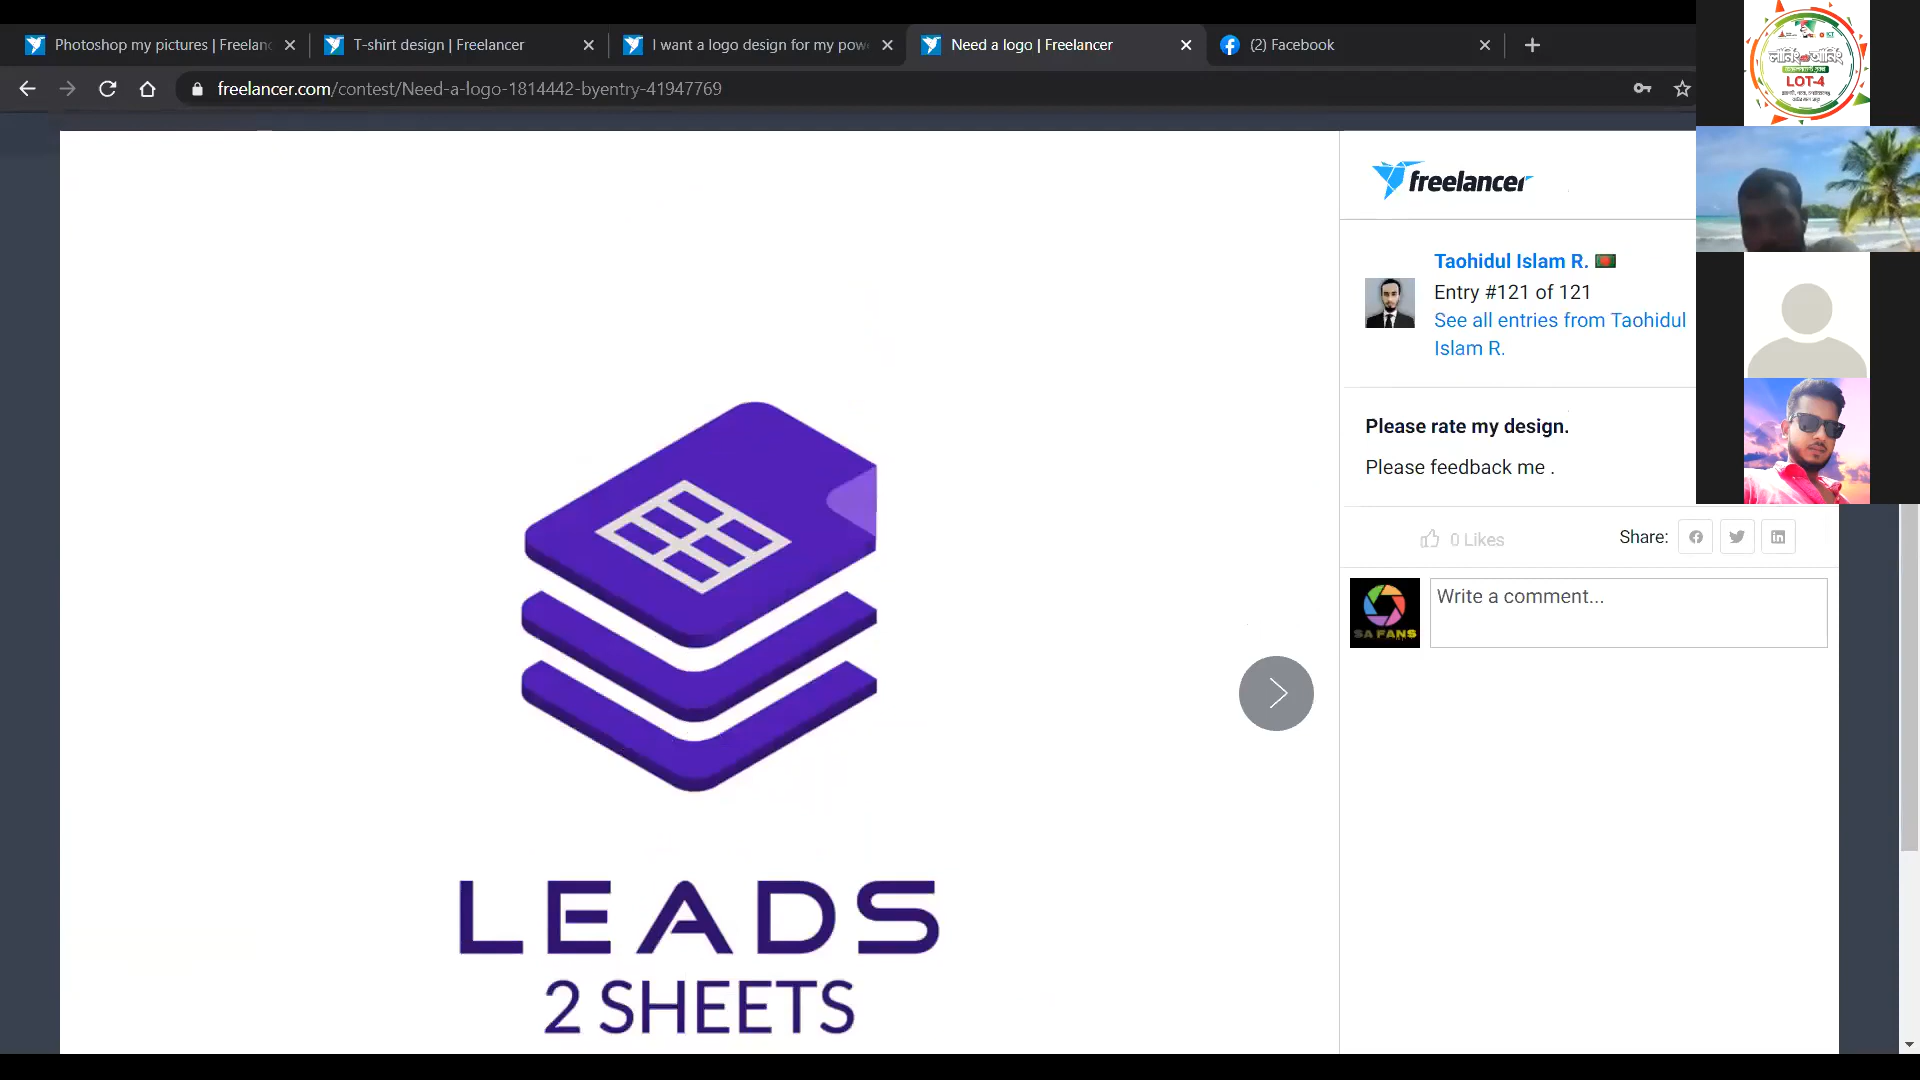 Photoshop my pictures | Freelanc
T-shirt design | Freelancer
I want a logo design for my pow
Need a logo | Freelancer
(2) Facebook
freelancer.com/contest/Need-a-logo-1814442-byentry-41947769
লার্নিং আর্নিং
LOT-4
freelancer
Taohidul Islam R.
Entry #121 of 121
See all entries from Taohidul
Islam R.
Please rate my design.
Please feedback me .
0 Likes
Share:
Write a comment...
SA FANS
LEADS
2 SHEETS